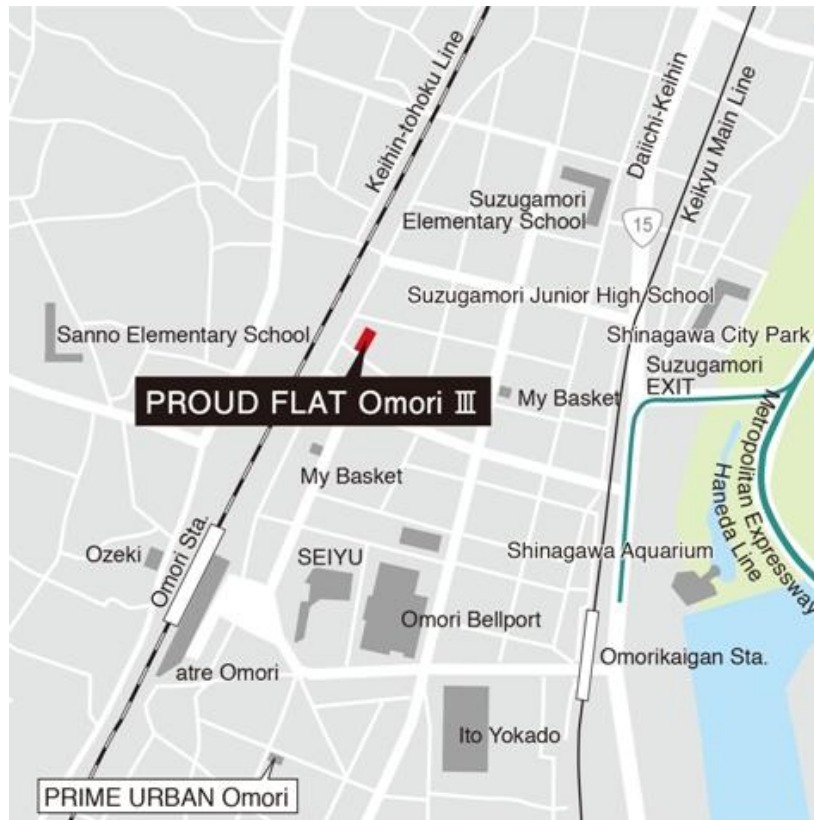 Keihin-tohoku Line
Daiichi-Keihin
Keikyu Main Line
Suzugamori
Elementary School
15
Suzugamori Junior High School
Sanno Elementary School
Shinagawa City Park
Suzugamori
EXIT
PROUD FLAT Omori Ⅲ
My Basket
Metropolitan Expressway
Haneda Line
My Basket
Omori Sta.
Ozeki
SEIYU
Shinagawa Aquarium
Omori Bellport
atre Omori
Omorikaigan Sta.
Ito Yokado
PRIME URBAN Omori